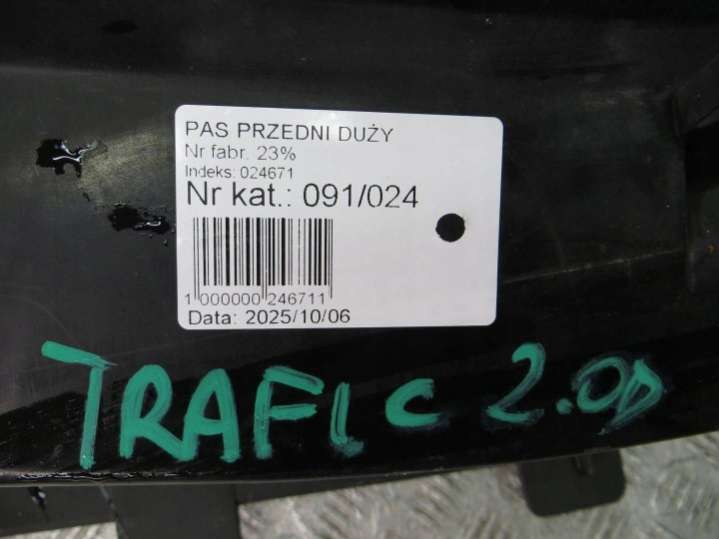 PAS PRZEDNI DUŻY
Nr fabr. 23%
Indeks: 024671
Nr kat.: 091/024
1 000000 246711
Data: 2025/10/06
TRAFIC 2.0D